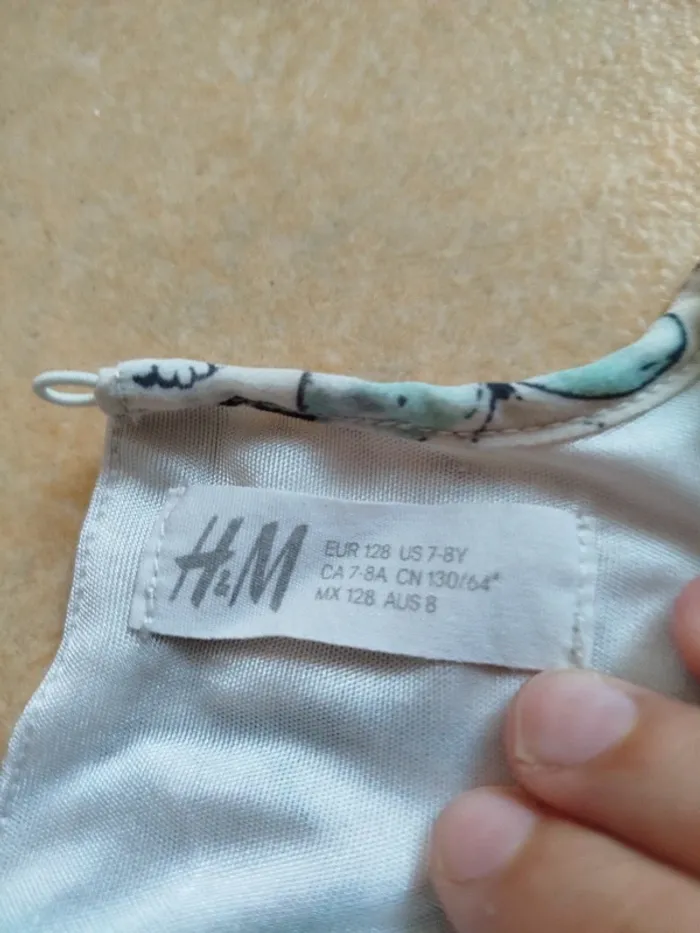 H&M
EUR 128 US 7-8Y
CA 7-8A CN 130/64*
MX 128 AUS 8